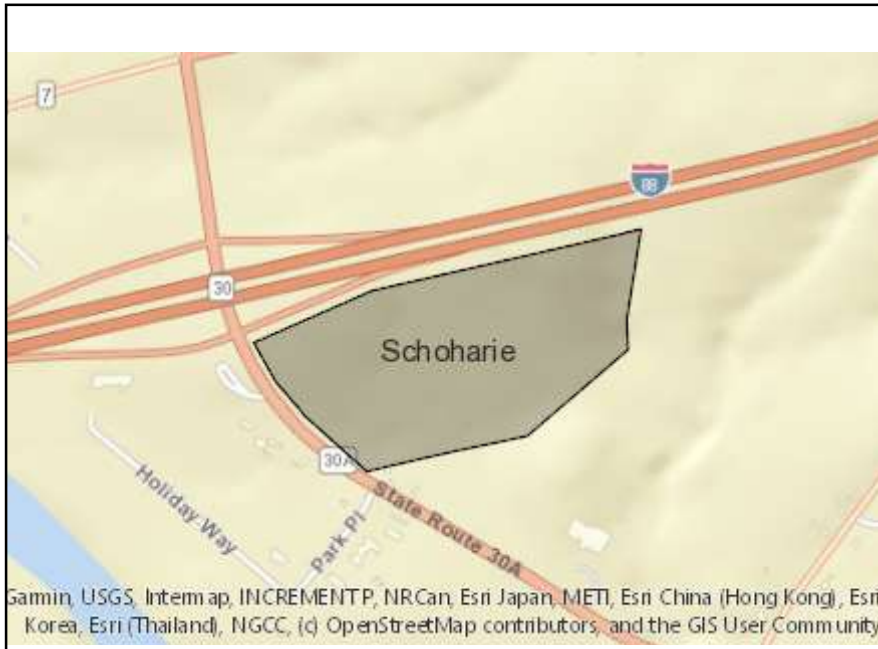 7
88
30
Schoharie
30A
State Route 30A
Holiday Way
Park Pl
Garmin, USGS, Intermap, INCREMENT P, NRCan, Esri Japan, METI, Esri China (Hong Kong), Esri
Korea, Esri (Thailand), NGCC, (c) OpenStreetMap contributors, and the GIS User Community